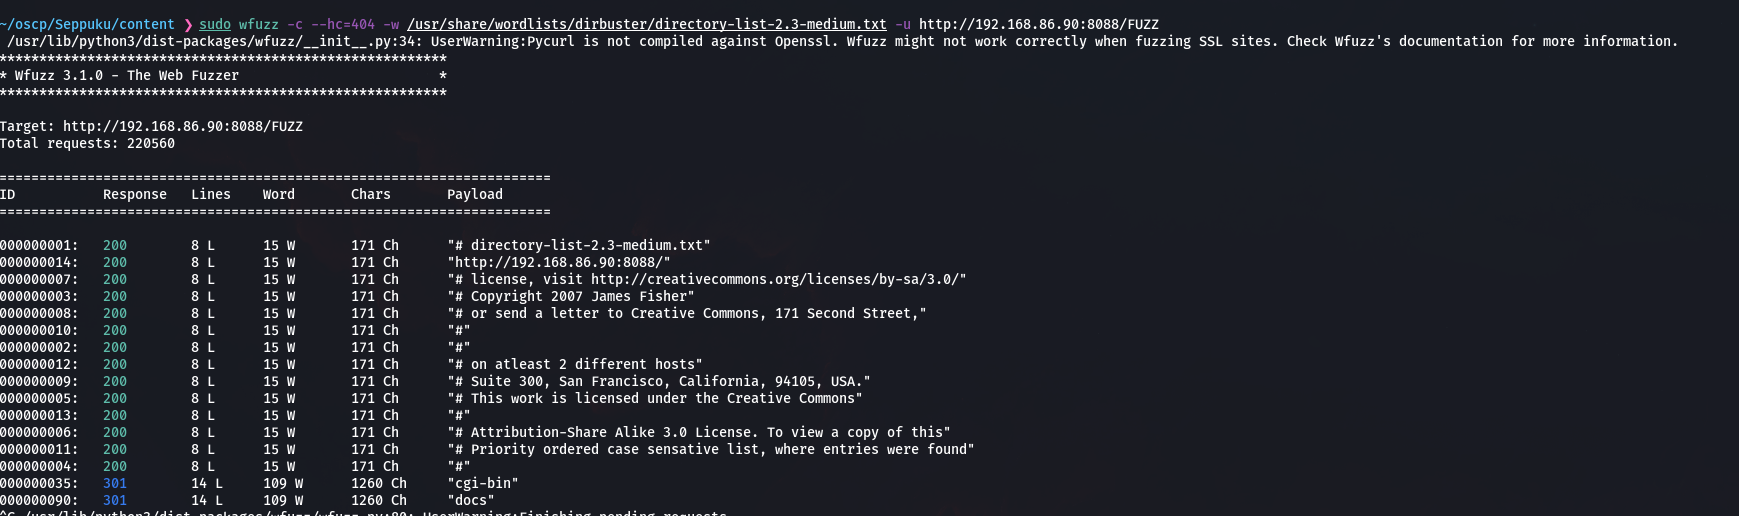 ~/oscp/Seppuku/content ❯ sudo wfuzz -c --hc=404 -w /usr/share/wordlists/dirbuster/directory-list-2.3-medium.txt -u http://192.168.86.90:8088/FUZZ
/usr/lib/python3/dist-packages/wfuzz/__init__.py:34: UserWarning:Pycurl is not compiled against Openssl. Wfuzz might not work correctly when fuzzing SSL sites. Check Wfuzz's documentation for more information.
********************************************************
* Wfuzz 3.1.0 - The Web Fuzzer                         *
********************************************************
Target: http://192.168.86.90:8088/FUZZ
Total requests: 220560
=====================================================================
ID           Response   Lines    Word       Chars       Payload
=====================================================================
000000001:   200        8 L      15 W       171 Ch      "# directory-list-2.3-medium.txt"
000000014:   200        8 L      15 W       171 Ch      "http://192.168.86.90:8088/"
000000007:   200        8 L      15 W       171 Ch      "# license, visit http://creativecommons.org/licenses/by-sa/3.0/"
000000003:   200        8 L      15 W       171 Ch      "# Copyright 2007 James Fisher"
000000008:   200        8 L      15 W       171 Ch      "# or send a letter to Creative Commons, 171 Second Street,"
000000010:   200        8 L      15 W       171 Ch      "#"
000000002:   200        8 L      15 W       171 Ch      "#"
000000012:   200        8 L      15 W       171 Ch      "# on atleast 2 different hosts"
000000009:   200        8 L      15 W       171 Ch      "# Suite 300, San Francisco, California, 94105, USA."
000000005:   200        8 L      15 W       171 Ch      "# This work is licensed under the Creative Commons"
000000013:   200        8 L      15 W       171 Ch      "#"
000000006:   200        8 L      15 W       171 Ch      "# Attribution-Share Alike 3.0 License. To view a copy of this"
000000011:   200        8 L      15 W       171 Ch      "# Priority ordered case sensative list, where entries were found"
000000004:   200        8 L      15 W       171 Ch      "#"
000000035:   301        14 L     109 W      1260 Ch     "cgi-bin"
000000090:   301        14 L     109 W      1260 Ch     "docs"
^C /usr/lib/python3/dist-packages/wfuzz/wfuzz.py:80: UserWarning:Finishing pending requests...